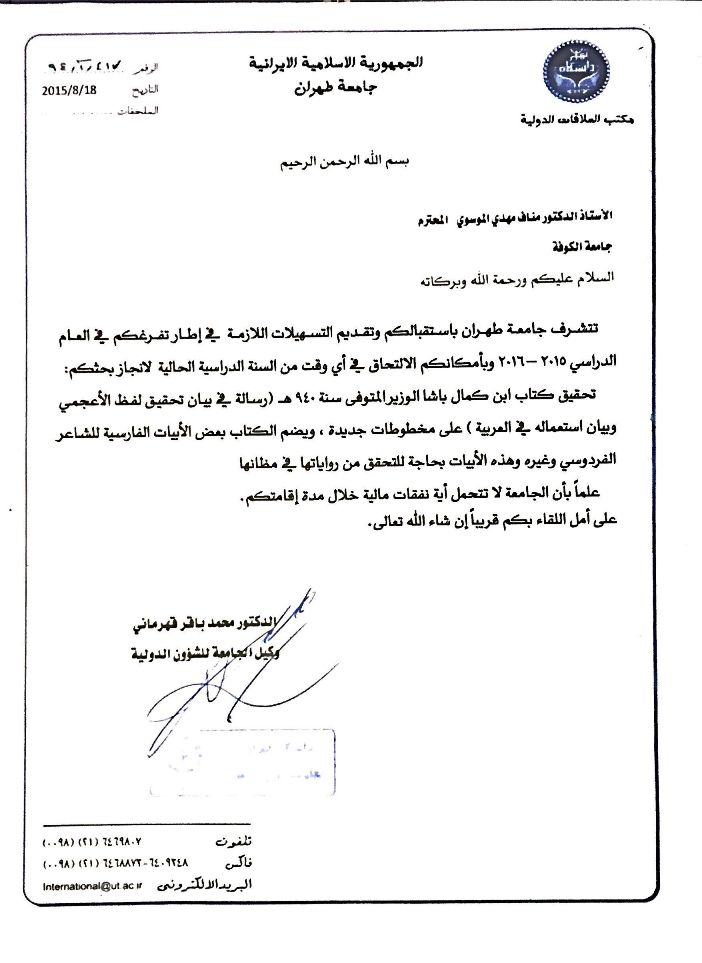 الجمهورية الاسلامية الايرانية
جامعة طهران
مكتب العلاقات الدولية
الرقم
التاريخ 2015/8/18
الملحقات
بسم الله الرحمن الرحيم
الأستاذ الدكتور مناف مهدي الموسوي المحترم
جامعة الكوفة
السلام عليكم ورحمة الله وبركاته
تتشرف جامعة طهران باستقبالكم وتقديم التسهيلات اللازمة في إطار تفرغكم في العام
الدراسي ٢٠١٥ – ٢٠١٦ وبأمكانكم الالتحاق في أي وقت من السنة الدراسية الحالية لانجاز بحثكم:
تحقيق كتاب ابن كمال باشا الوزير المتوفى سنة ٩٤٠ هـ (رسالة في بيان تحقيق لفظ الأعجمي
وبيان استعماله في العربية ) على مخطوطات جديدة ، ويضم الكتاب بعض الأبيات الفارسية للشاعر
الفردوسي وغيره وهذه الأبيات بحاجة للتحقق من رواياتها في مظانها
علماً بأن الجامعة لا تتحمل أية نفقات مالية خلال مدة إقامتكم.
على أمل اللقاء بكم قريباً إن شاء الله تعالى.
الدكتور محمد باقر قهرماني
وكيل الجامعة للشؤون الدولية
تلفون ٦٤٦٩٨٠٧ (٢١) (٠٠٩٨)
فاكس ٦٤٠٩٢٤٨-٦٤٦٨٨٧٢ (٢١) (٠٠٩٨)
البريد الالكتروني International@ut.ac.ir